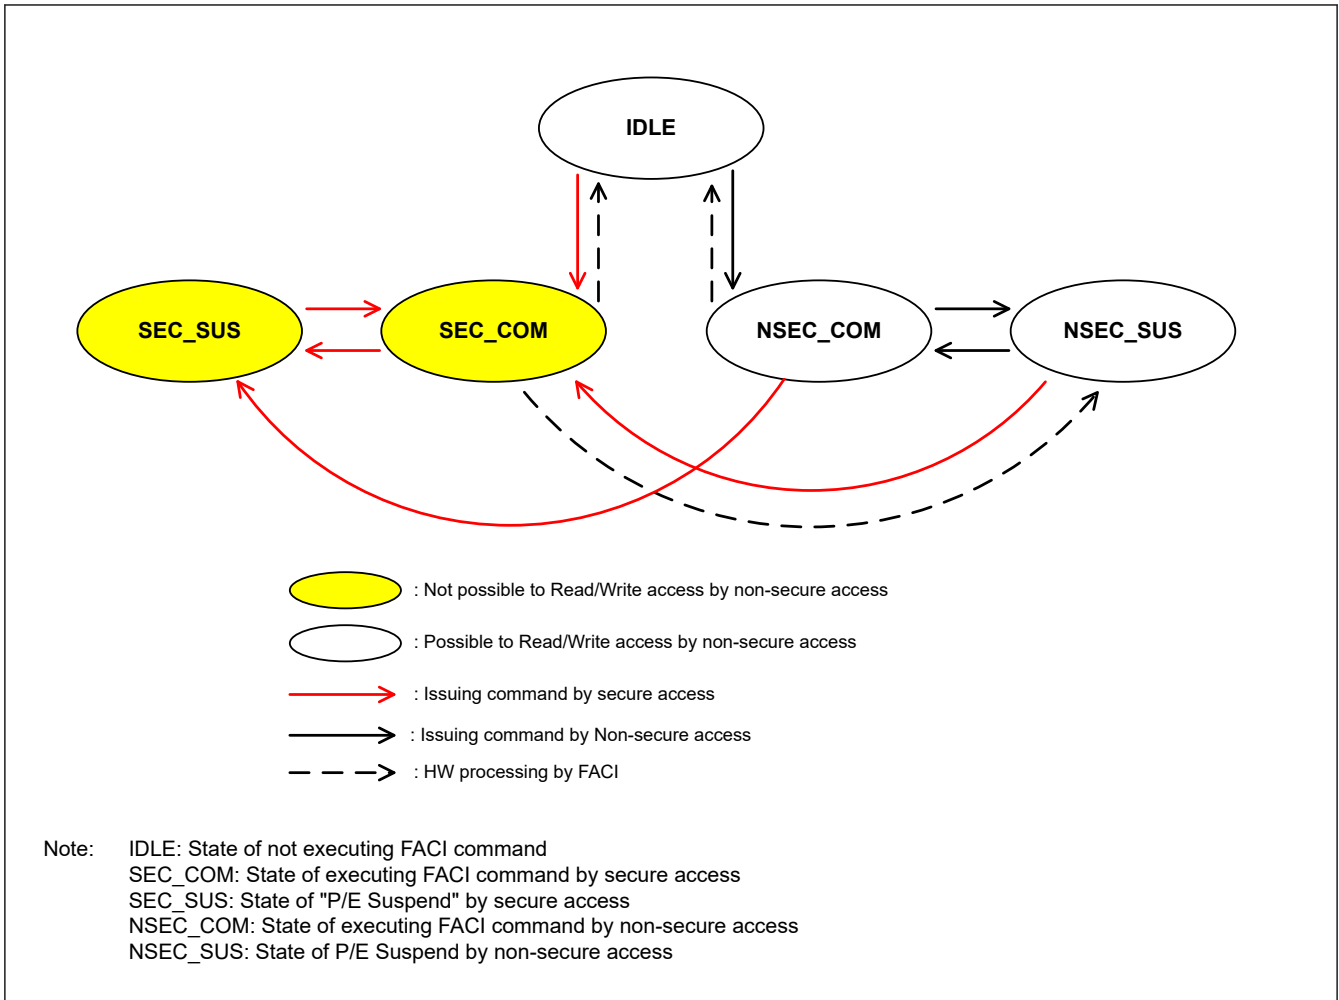 IDLE
SEC_SUS
SEC_COM
NSEC_COM
NSEC_SUS
: Not possible to Read/Write access by non-secure access
: Possible to Read/Write access by non-secure access
: Issuing command by secure access
: Issuing command by Non-secure access
: HW processing by FACI
Note: IDLE: State of not executing FACI command
SEC_COM: State of executing FACI command by secure access
SEC_SUS: State of "P/E Suspend" by secure access
NSEC_COM: State of executing FACI command by non-secure access
NSEC_SUS: State of P/E Suspend by non-secure access